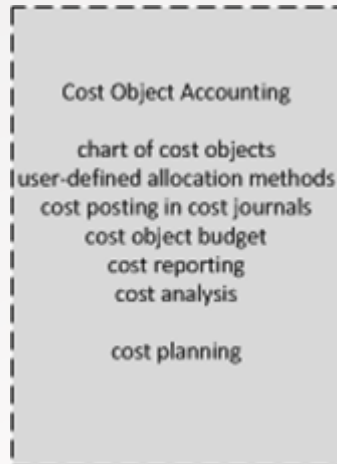 Cost Object Accounting
chart of cost objects
user-defined allocation methods
cost posting in cost journals
cost object budget
cost reporting
cost analysis
cost planning